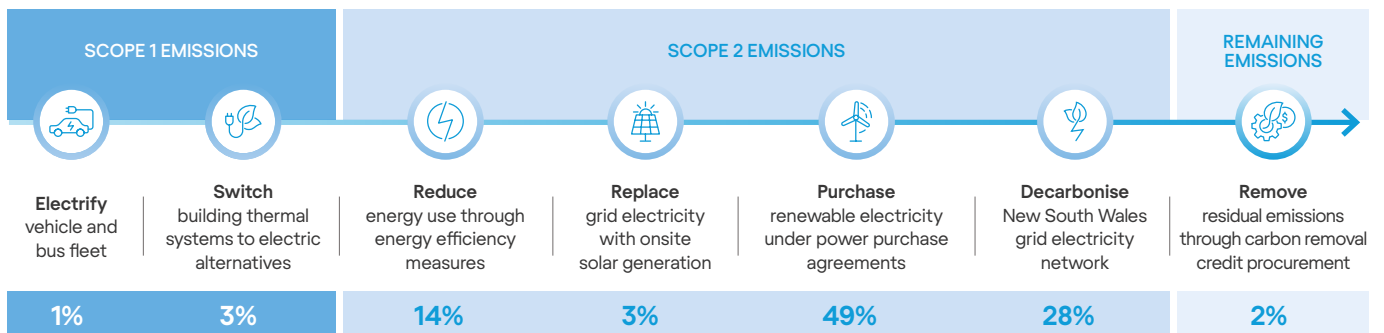 SCOPE 1 EMISSIONS
SCOPE 2 EMISSIONS
REMAINING
EMISSIONS
$
Electrify
vehicle and
bus fleet
Switch
building thermal
systems to electric
alternatives
Reduce
energy use through
energy efficiency
measures
Replace
grid electricity
with onsite
solar generation
Purchase
renewable electricity
under power purchase
agreements
Decarbonise
New South Wales
grid electricity
network
Remove
residual emissions
through carbon removal
credit procurement
1%
3%
14%
3%
49%
28%
2%